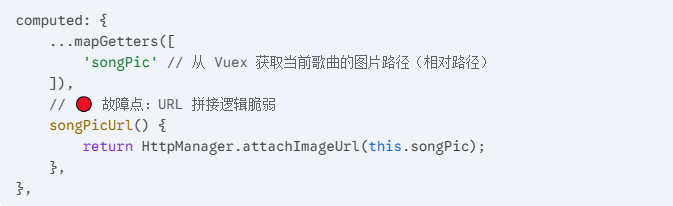 computed: {
    ...mapGetters([
        'songPic' // 从 Vuex 获取当前歌曲的图片路径（相对路径）
    ]),
    // 🔴 故障点：URL 拼接逻辑脆弱
    songPicUrl() {
        return HttpManager.attachImageUrl(this.songPic);
    },
},